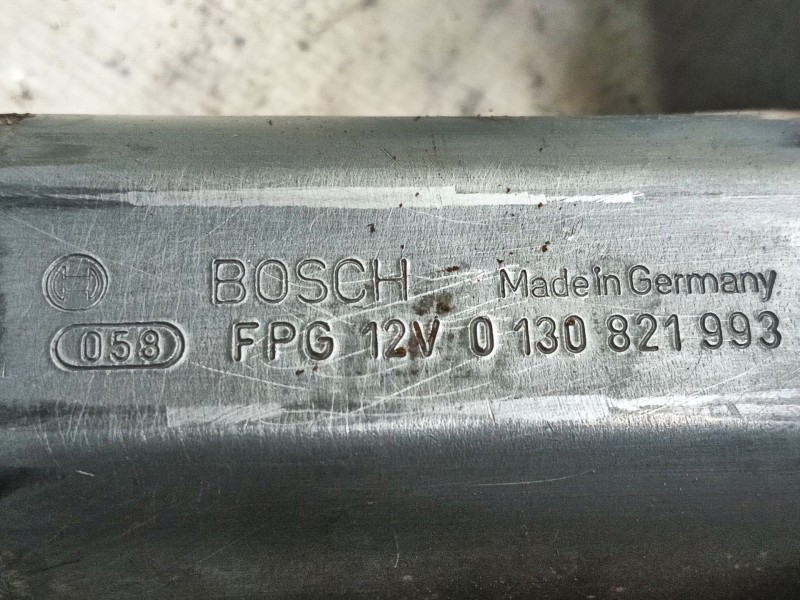 BOSCH Made in Germany
058 FPG 12V 0 130 821 993